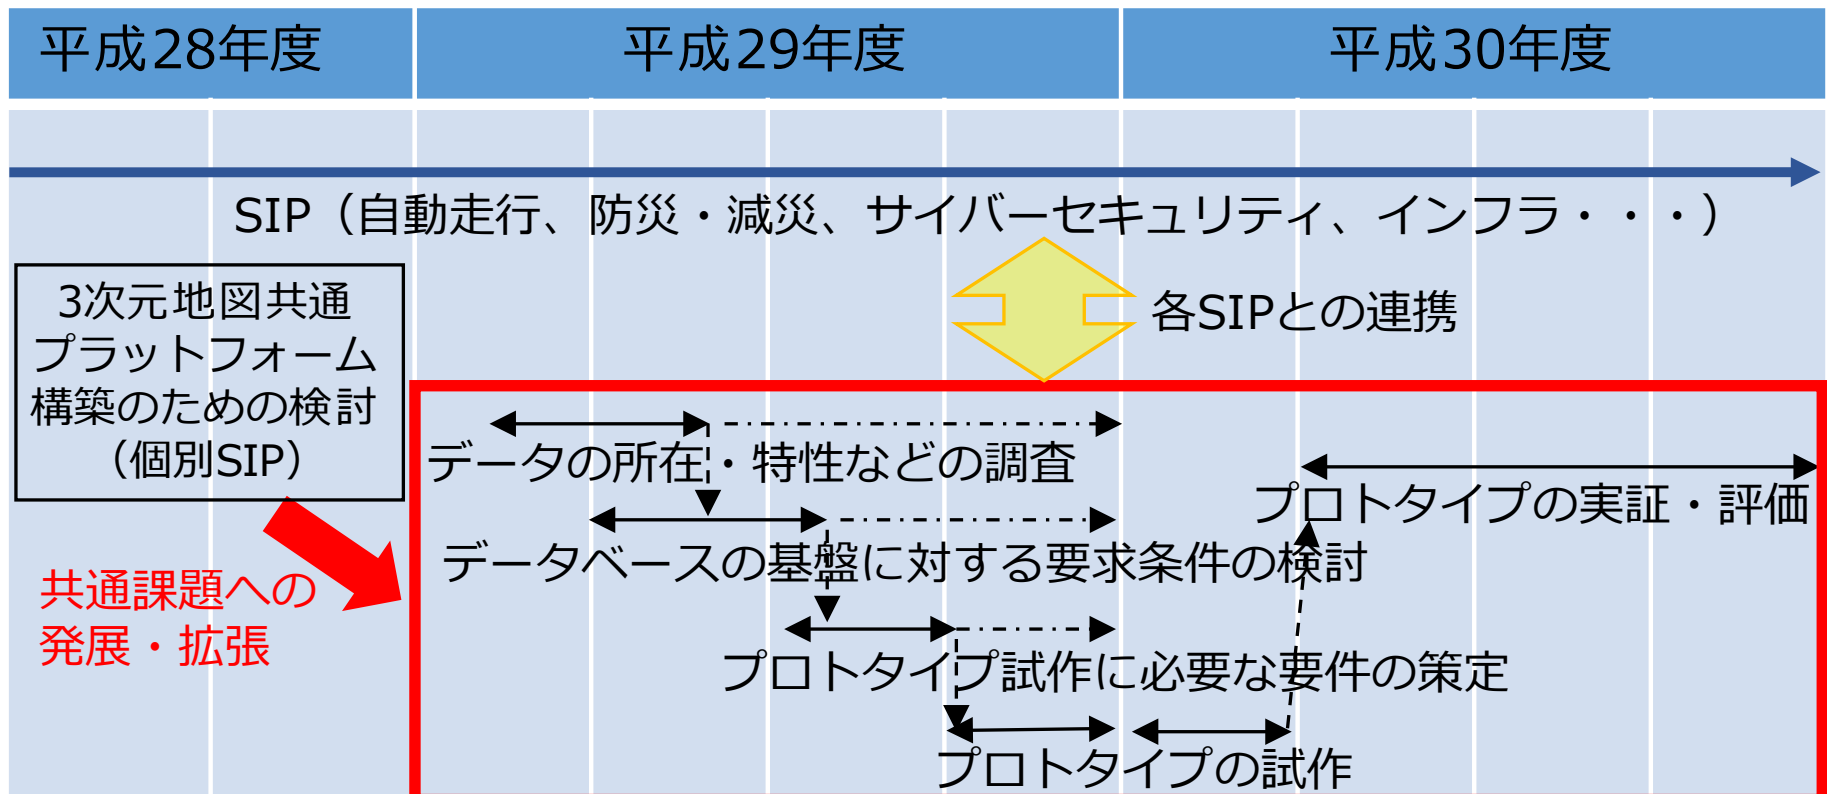 平成28年度
平成29年度
平成30年度
SIP（自動走行、防災・減災、サイバーセキュリティ、インフラ・・・）
3次元地図共通
プラットフォーム
構築のための検討
（個別SIP）
各SIPとの連携
データの所在・特性などの調査
プロトタイプの実証・評価
データベースの基盤に対する要求条件の検討
共通課題への
発展・拡張
プロトタイプ試作に必要な要件の策定
プロトタイプの試作